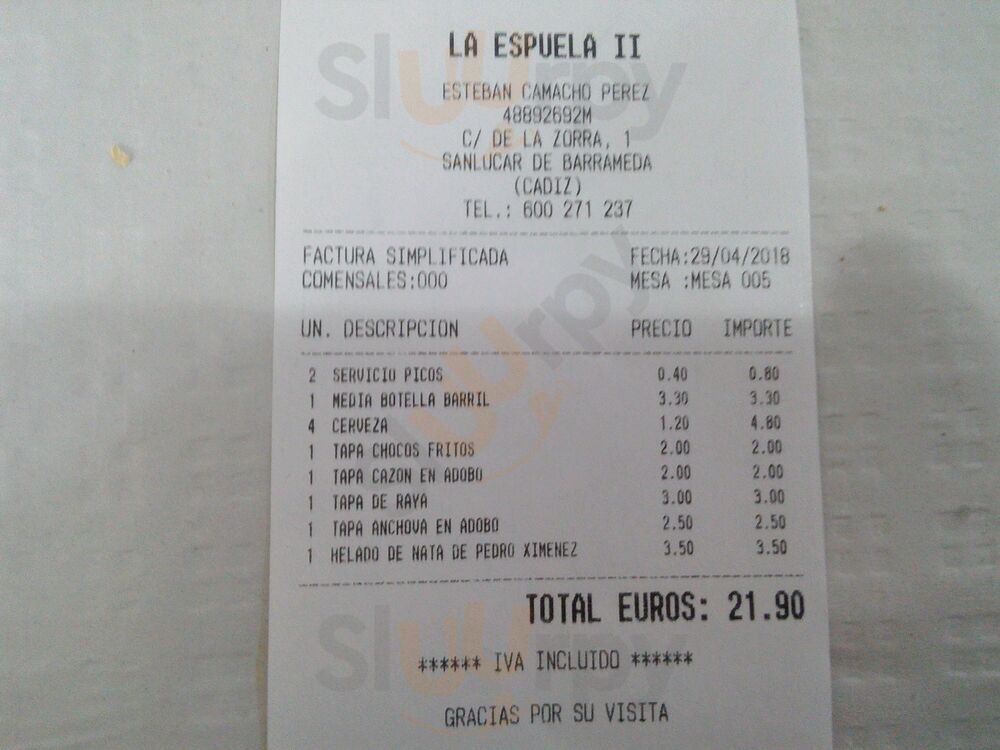 LA ESPUELA II
ESTEBAN CAMACHO PEREZ
48892692M
C/ DE LA ZORRA, 1
SANLUCAR DE BARRAMEDA
(CADIZ)
TEL.: 600 271 237
FACTURA SIMPLIFICADA FECHA:29/04/2018
COMENSALES:000 MESA :MESA 005
UN. DESCRIPCION PRECIO IMPORTE
2 SERVICIO PICOS 0.40 0.80
1 MEDIA BOTELLA BARRIL 3.30 3.30
4 CERVEZA 1.20 4.80
1 TAPA CHOCOS FRITOS 2.00 2.00
1 TAPA CAZON EN ADOBO 2.00 2.00
1 TAPA DE RAYA 3.00 3.00
1 TAPA ANCHOVA EN ADOBO 2.50 2.50
1 HELADO DE NATA DE PEDRO XIMENEZ 3.50 3.50
TOTAL EUROS: 21.90
****** IVA INCLUIDO ******
GRACIAS POR SU VISITA
Sluurpy
Sluurpy
Sluurpy